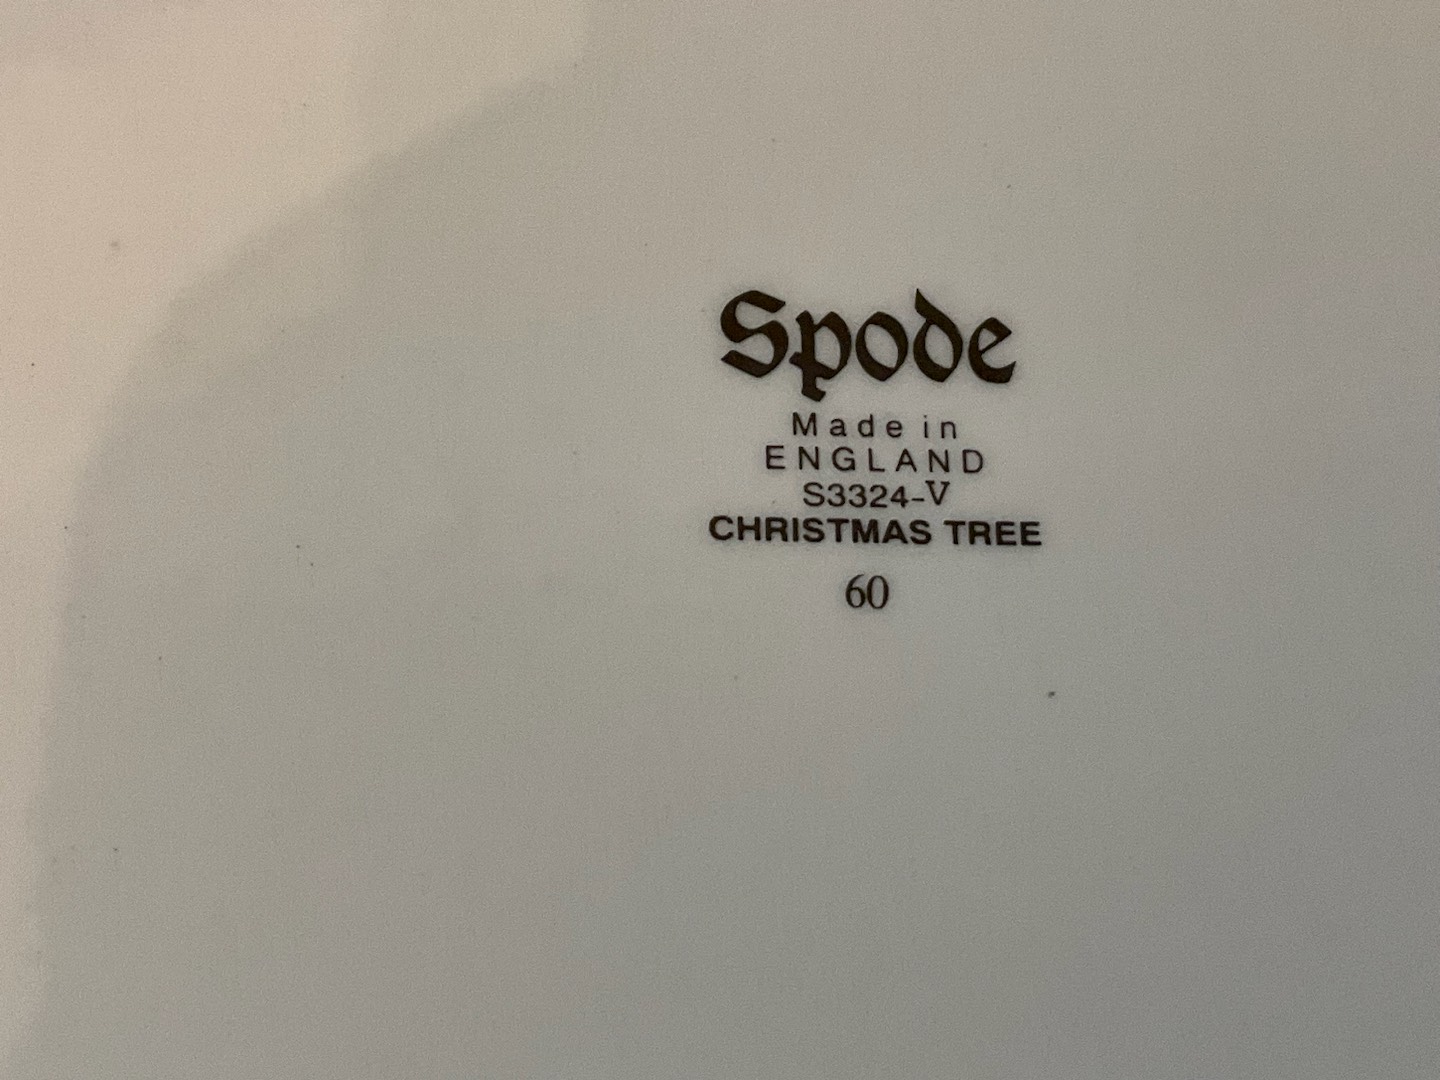 Spode
Made in
ENGLAND
S3324-V
CHRISTMAS TREE
60